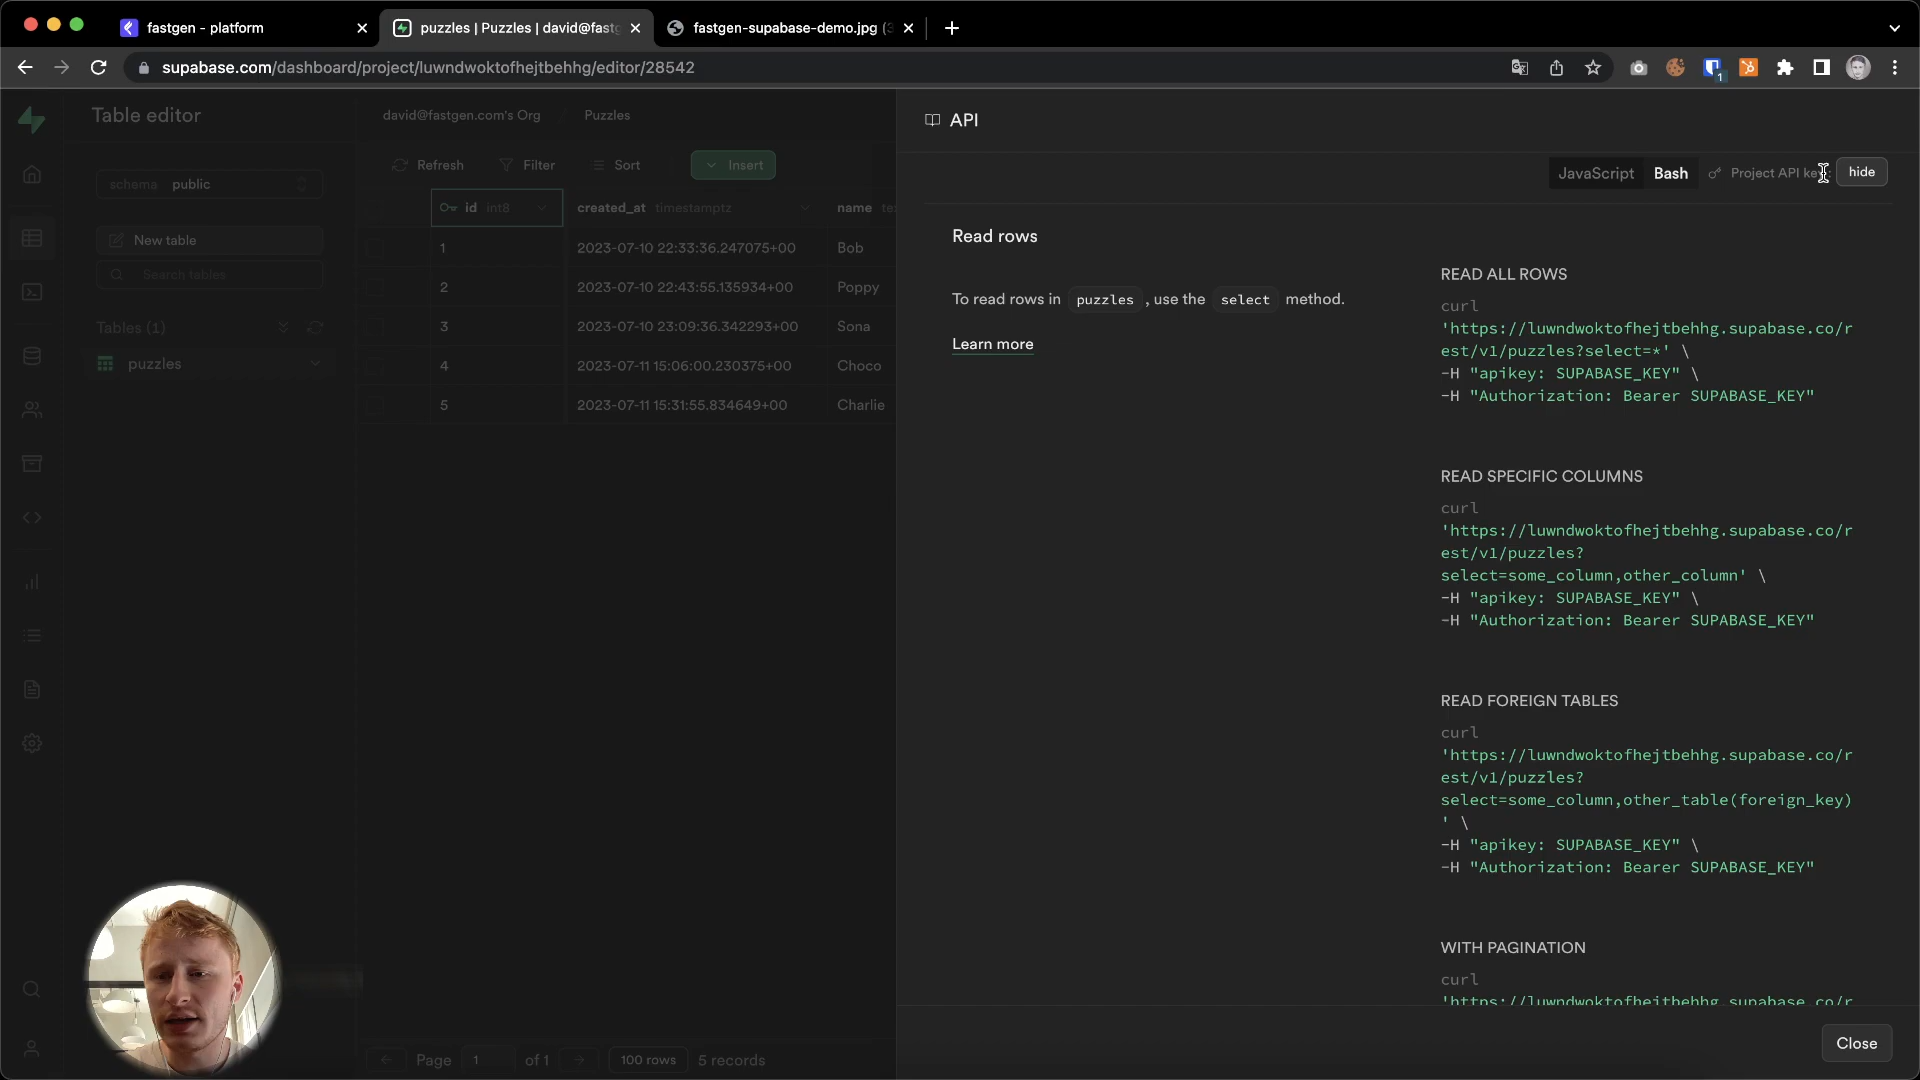 fastgen - platform
puzzles | Puzzles | david@fastg
fastgen-supabase-demo.jpg (3
supabase.com/dashboard/project/luwndwoktofhejtbehhg/editor/28542
1
Table editor
david@fastgen.com's Org / Puzzles
API
Refresh
Filter
Sort
Insert
JavaScript
Bash
Project API key:
hide
schema public
id int8
created_at timestamptz
name te
New table
Search tables
1 2023-07-10 22:33:36.247075+00 Bob
2 2023-07-10 22:43:55.135934+00 Poppy
3 2023-07-10 23:09:36.342293+00 Sona
4 2023-07-11 15:06:00.230375+00 Choco
5 2023-07-11 15:31:55.834649+00 Charlie
Tables (1)
puzzles
Page 1 of 1
100 rows
5 records
Read rows
To read rows in puzzles , use the select method.
Learn more
READ ALL ROWS
curl
'https://luwndwoktofhejtbehhg.supabase.co/r
est/v1/puzzles?select=*' \
-H "apikey: SUPABASE_KEY" \
-H "Authorization: Bearer SUPABASE_KEY"
READ SPECIFIC COLUMNS
curl
'https://luwndwoktofhejtbehhg.supabase.co/r
est/v1/puzzles?
select=some_column,other_column' \
-H "apikey: SUPABASE_KEY" \
-H "Authorization: Bearer SUPABASE_KEY"
READ FOREIGN TABLES
curl
'https://luwndwoktofhejtbehhg.supabase.co/r
est/v1/puzzles?
select=some_column,other_table(foreign_key)
' \
-H "apikey: SUPABASE_KEY" \
-H "Authorization: Bearer SUPABASE_KEY"
WITH PAGINATION
curl
'https://luwndwoktofhejtbehhg.supabase.co/r
Close